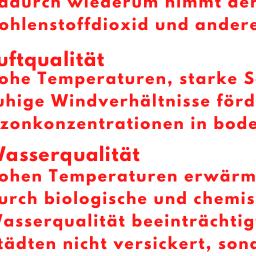 dadurch wiederum nimmt der
ohlenstoffdioxid und andere
uftqualität
ohe Temperaturen, starke S
uhige Windverhältnisse förd
zonkonzentrationen in bode
Wasserqualität
ohen Temperaturen erwärm
urch biologische und chemis
Wasserqualität beeinträchtig
tädten nicht versickert, sond